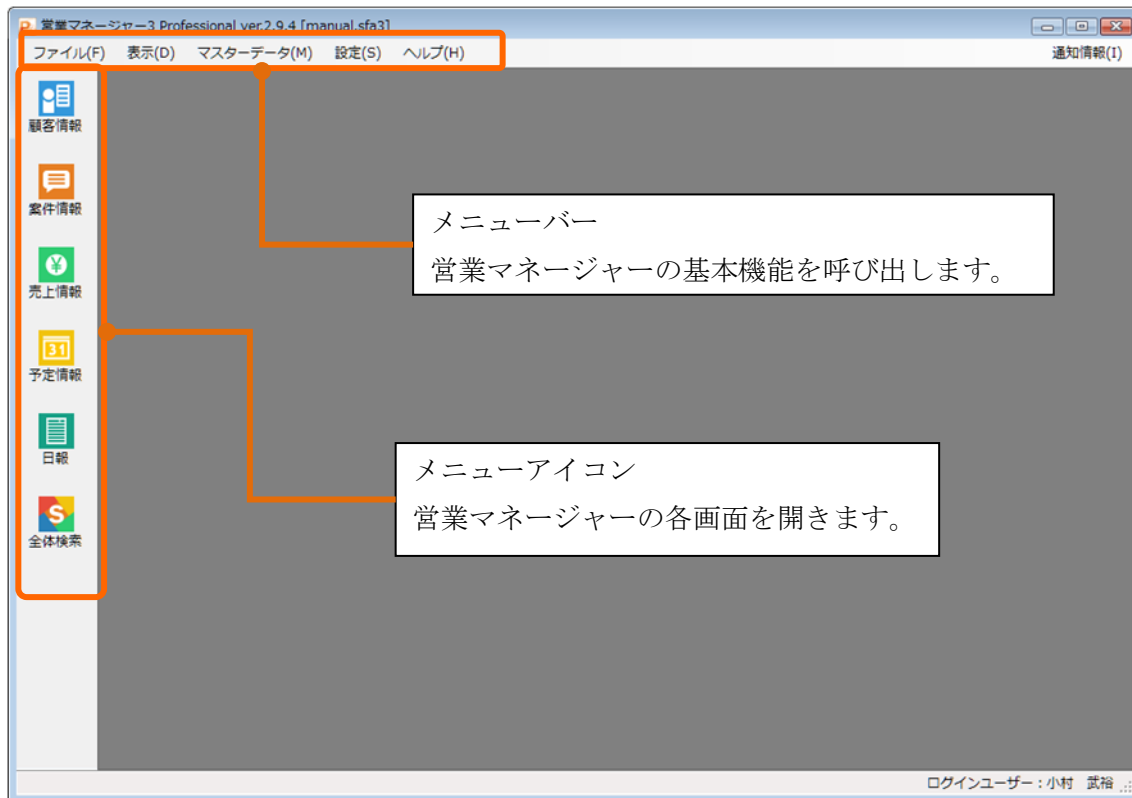 営業マネージャー3 Professional ver.2.9.4 [manual.sfa3]
ファイル(F) 表示(D) マスターデータ(M) 設定(S) ヘルプ(H) 通知情報(I)
顧客情報
案件情報
売上情報
31
予定情報
日報
S
全体検索
メニューバー
営業マネージャーの基本機能を呼び出します。
メニューアイコン
営業マネージャーの各画面を開きます。
ログインユーザー：小村 武裕